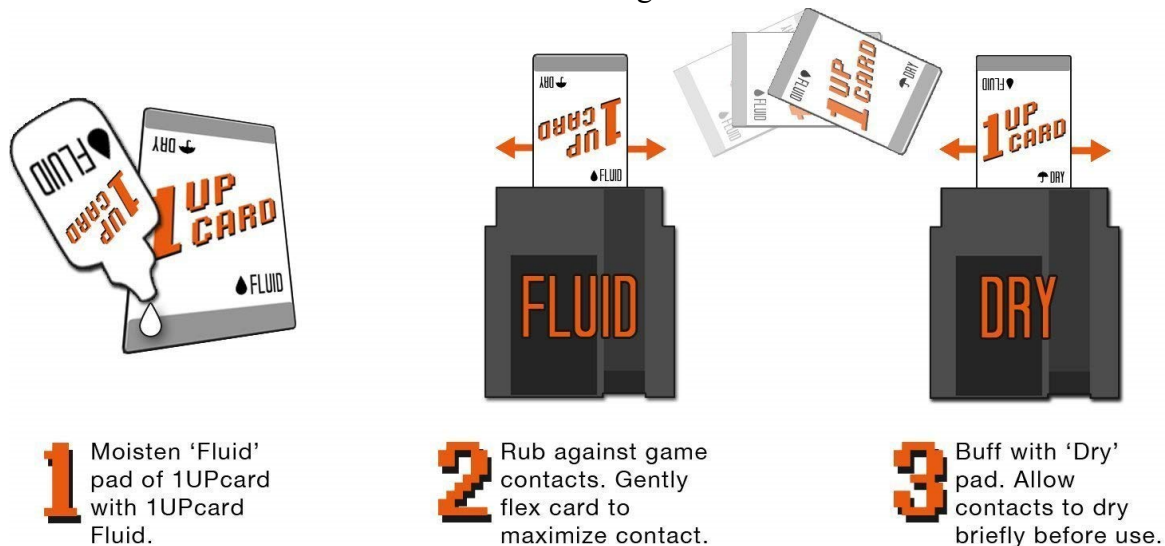 FLUID
1UP
CARD
DRY
1UP
CARD
FLUID
DRY
1UP
CARD
FLUID
FLUID
FLUID
FLUID
FLUID
DRY
1UP
CARD
FLUID
1UP
CARD
DRY
DRY
1 Moisten ‘Fluid’
pad of 1UPcard
with 1UPcard
Fluid.
2 Rub against game
contacts. Gently
flex card to
maximize contact.
3 Buff with ‘Dry’
pad. Allow
contacts to dry
briefly before use.